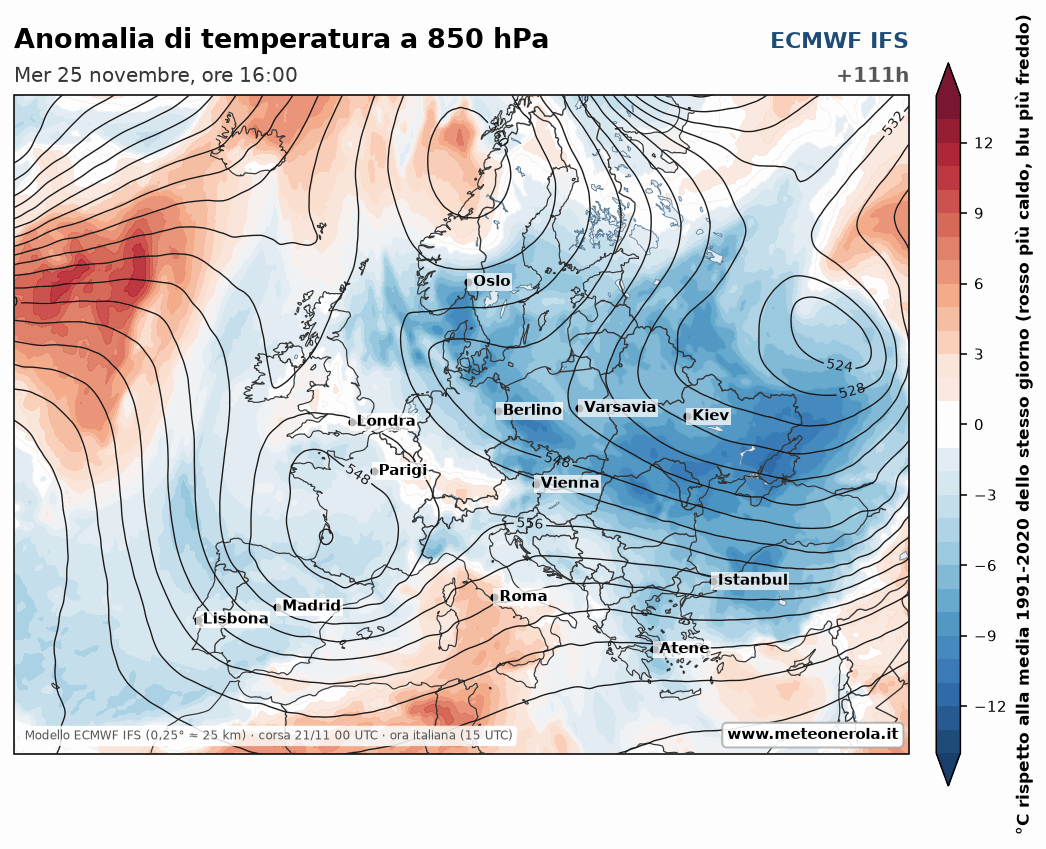 Anomalia di temperatura a 850 hPa
ECMWF IFS
Mer 25 novembre, ore 16:00
+111h
532
Oslo
524
528
Berlino
Varsavia
Kiev
Londra
548
Parigi
548
Vienna
556
Istanbul
Roma
Madrid
Lisbona
Atene
Modello ECMWF IFS (0,25° ≈ 25 km) · corsa 21/11 00 UTC · ora italiana (15 UTC)
www.meteonerola.it
12
9
6
3
0
−3
−6
−9
−12
°C rispetto alla media 1991-2020 dello stesso giorno (rosso più caldo, blu più freddo)